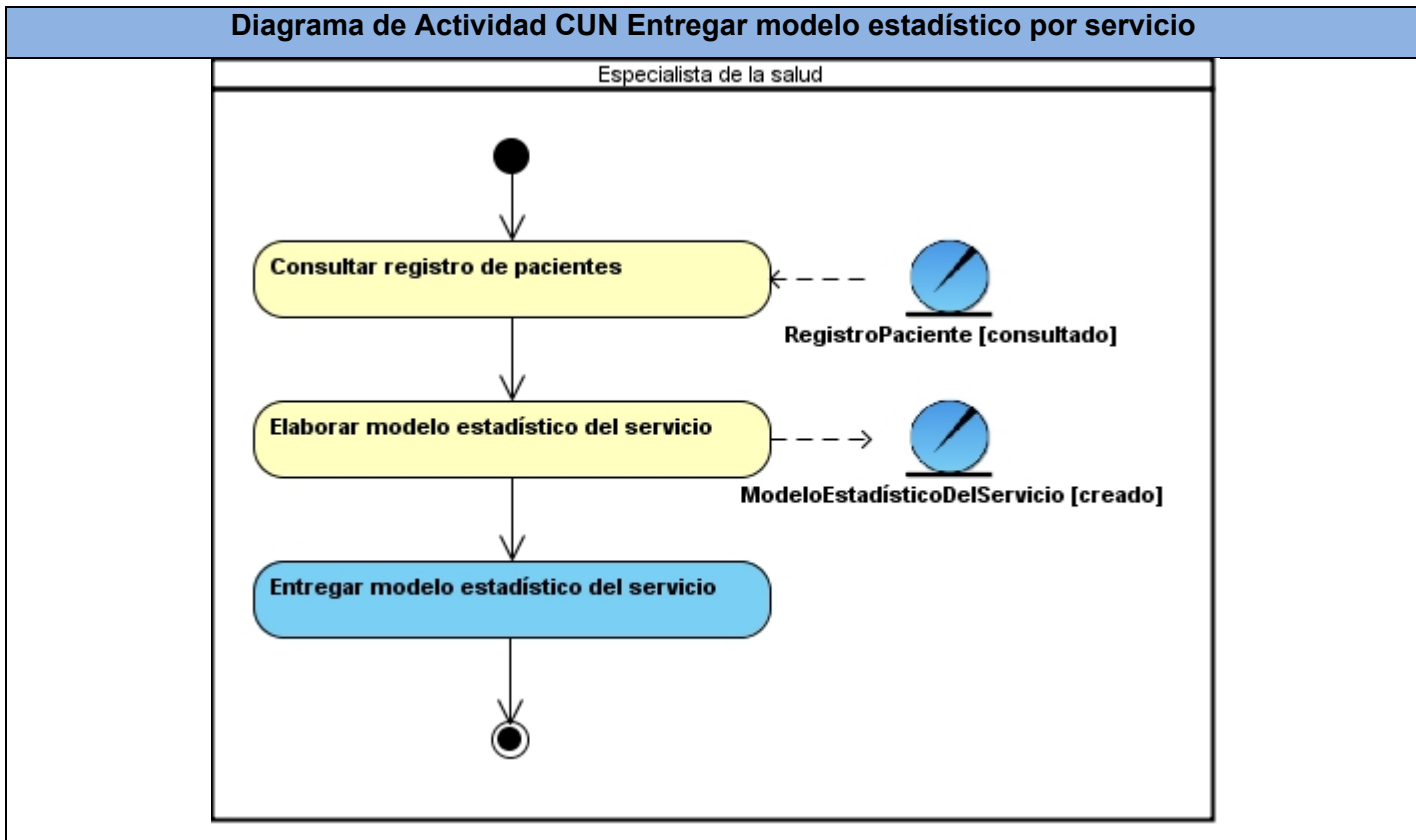 Diagrama de Actividad CUN Entregar modelo estadístico por servicio
Especialista de la salud
Consultar registro de pacientes
RegistroPaciente [consultado]
Elaborar modelo estadístico del servicio
ModeloEstadísticoDelServicio [creado]
Entregar modelo estadístico del servicio